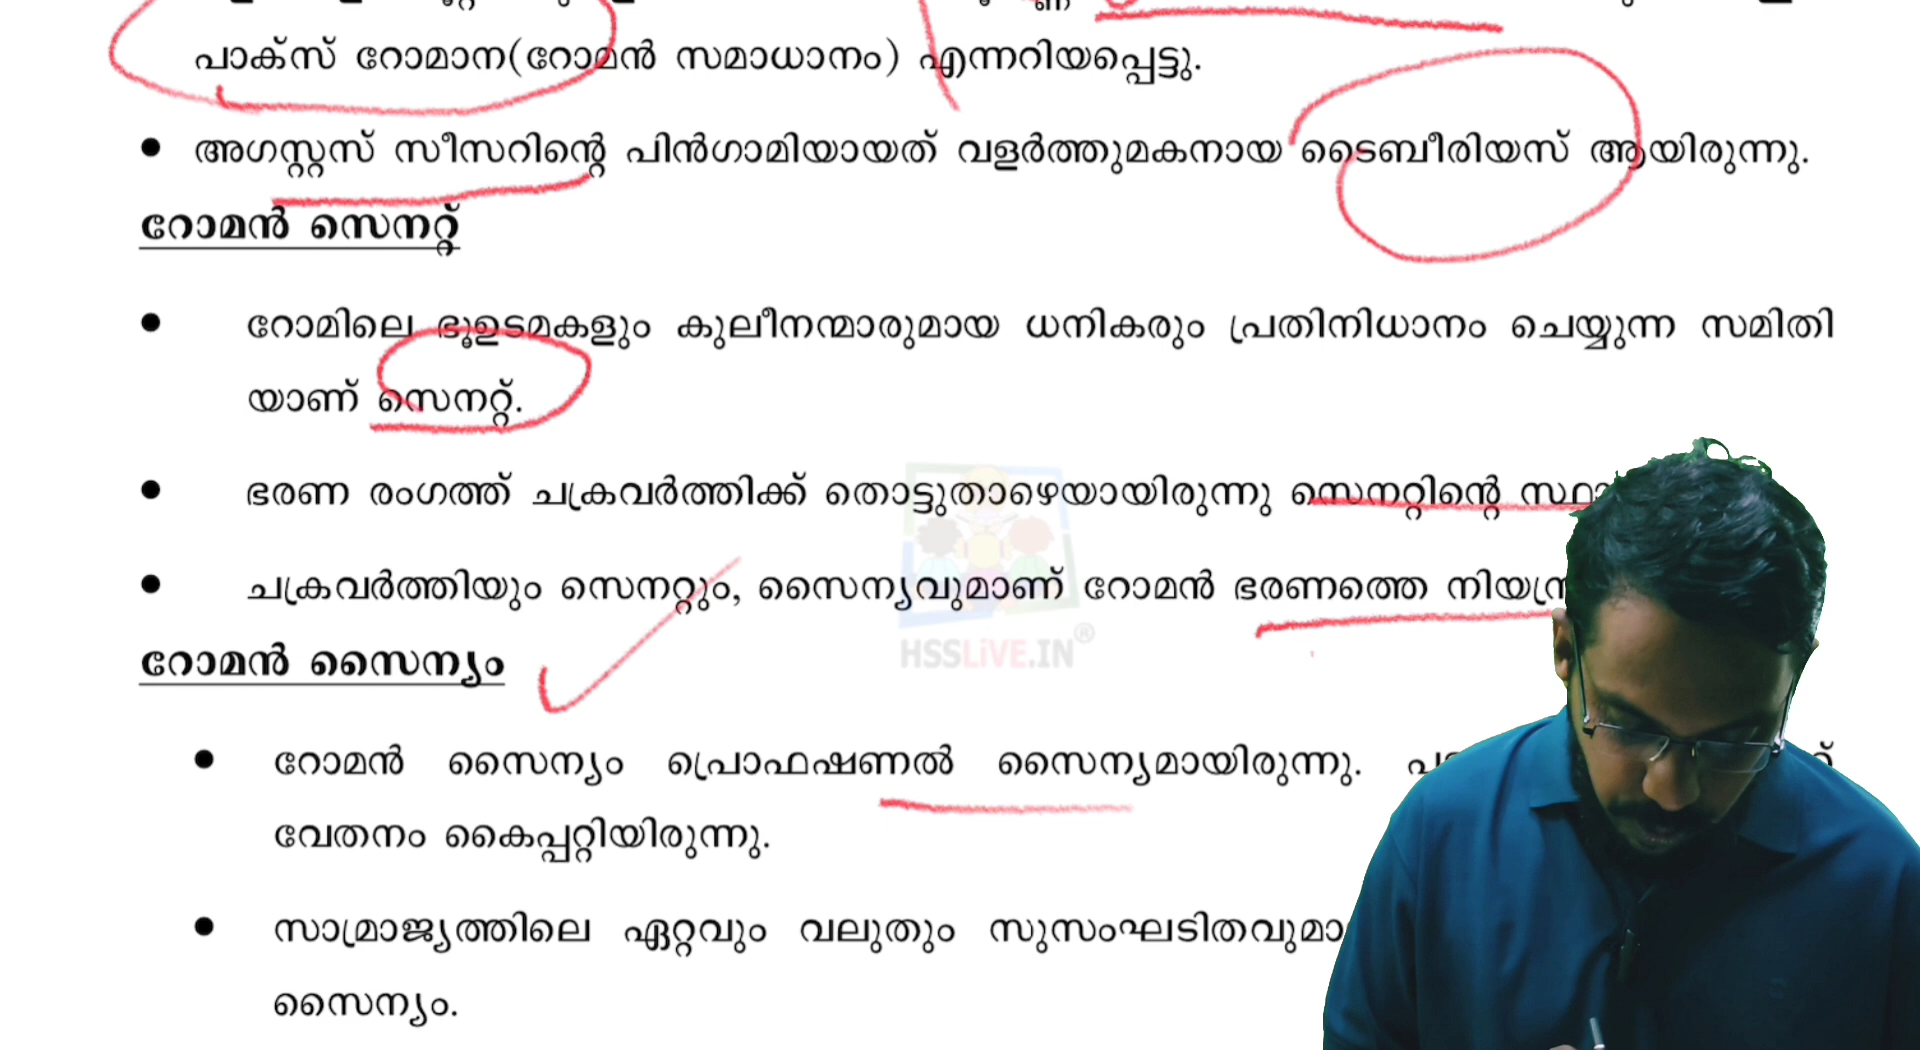 പാക്സ് റോമാന(റോമൻ സമാധാനം) എന്നറിയപ്പെട്ടു.
● അഗസ്റ്റസ് സീസറിന്റെ പിൻഗാമിയായത് വളർത്തുമകനായ ടൈബീരിയസ് ആയിരുന്നു.
റോമൻ സെനറ്റ്
● റോമിലെ ഭൂഉടമകളും കുലീനന്മാരുമായ ധനികരും പ്രതിനിധാനം ചെയ്യുന്ന സമിതി
യാണ് സെനറ്റ്.
● ഭരണ രംഗത്ത് ചക്രവർത്തിക്ക് തൊട്ടുതാഴെയായിരുന്നു സെനറ്റിന്റെ
● ചക്രവർത്തിയും സെനറ്റും, സൈന്യവുമാണ് റോമൻ ഭരണത്തെ
HSSLiVE.IN®
റോമൻ സൈന്യം
● റോമൻ സൈന്യം പ്രൊഫഷണൽ സൈന്യമായിരുന്നു.
വേതനം കൈപ്പറ്റിയിരുന്നു.
● സാമ്രാജ്യത്തിലെ ഏറ്റവും വലുതും
സൈന്യം.